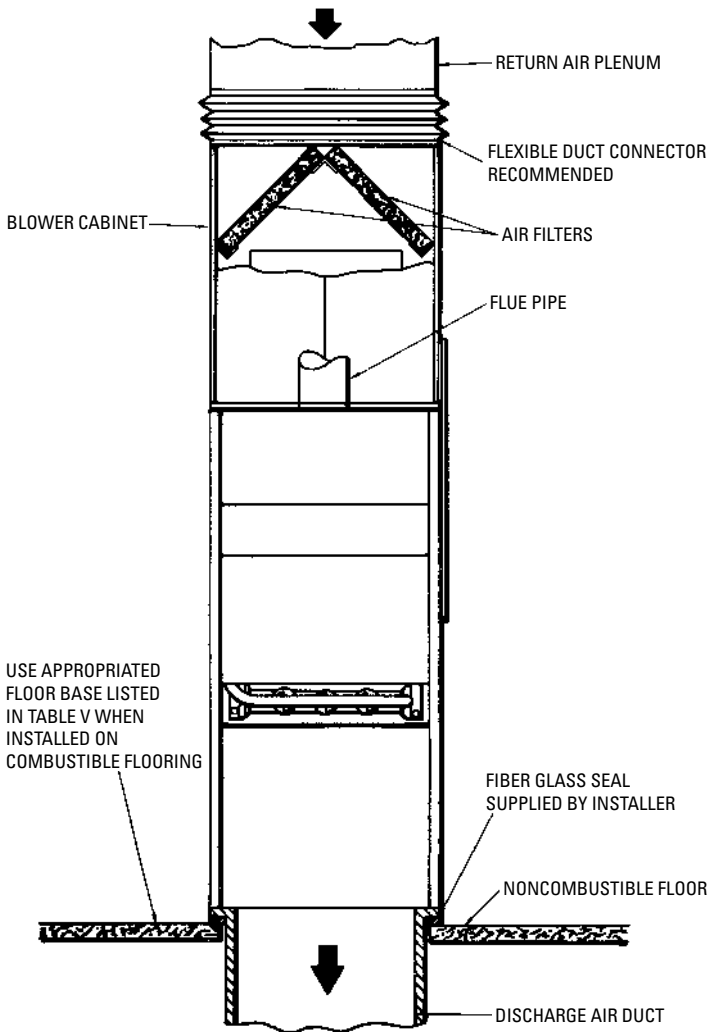 RETURN AIR PLENUM
FLEXIBLE DUCT CONNECTOR
RECOMMENDED
BLOWER CABINET
AIR FILTERS
FLUE PIPE
USE APPROPRIATED
FLOOR BASE LISTED
IN TABLE V WHEN
INSTALLED ON
COMBUSTIBLE FLOORING
FIBER GLASS SEAL
SUPPLIED BY INSTALLER
NONCOMBUSTIBLE FLOOR
DISCHARGE AIR DUCT